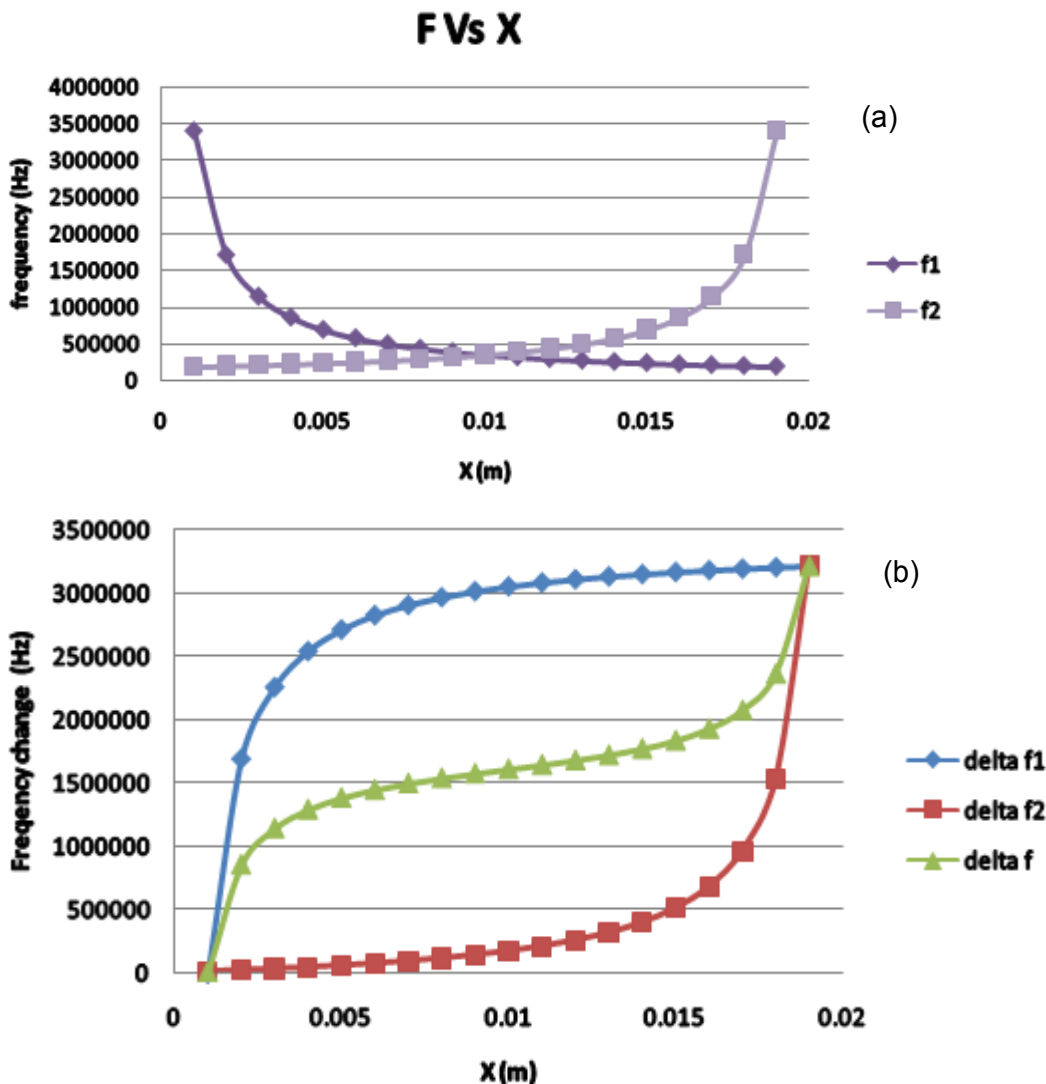 F Vs X
(a)
frequency (Hz)
4000000
3500000
3000000
2500000
2000000
1500000
1000000
500000
0
0 0.005 0.01 0.015 0.02
X (m)
f1
f2
(b)
Freqency change (Hz)
3500000
3000000
2500000
2000000
1500000
1000000
500000
0
0 0.005 0.01 0.015 0.02
X (m)
delta f1
delta f2
delta f